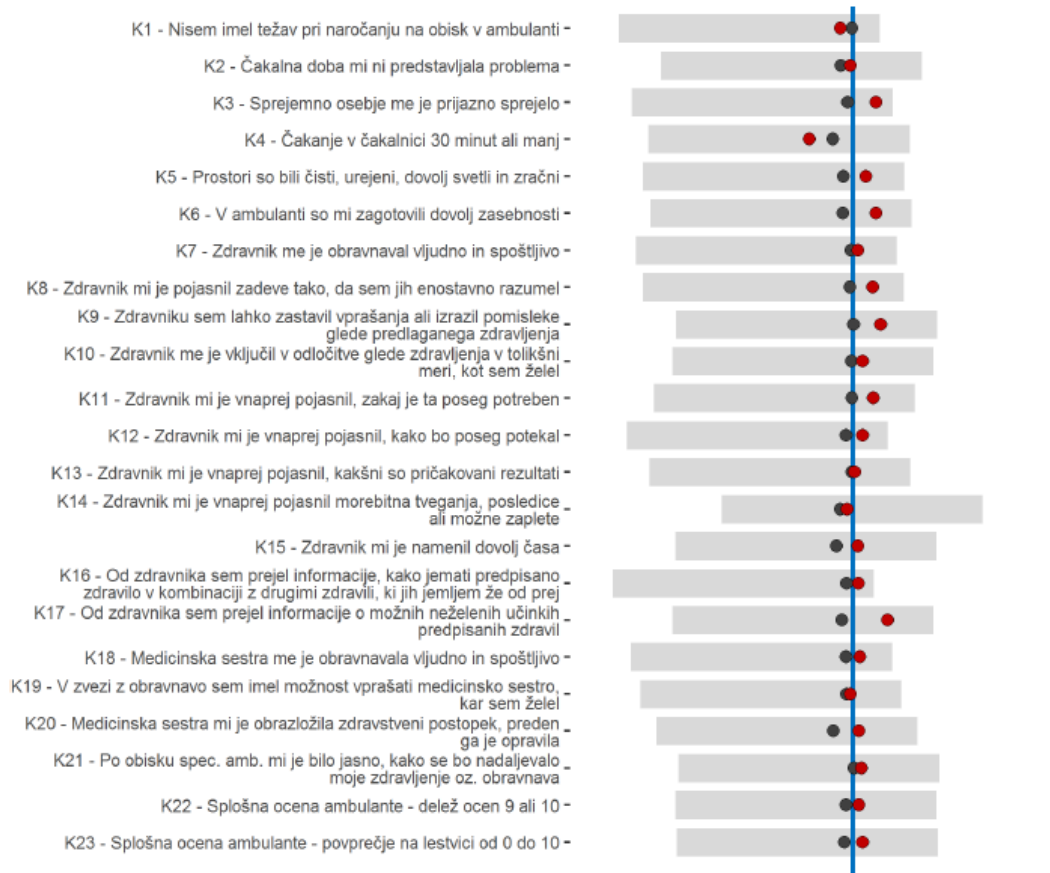 K1 - Nisem imel težav pri naročanju na obisk v ambulanti
K2 - Čakalna doba mi ni predstavljala problema
K3 - Sprejemno osebje me je prijazno sprejelo
K4 - Čakanje v čakalnici 30 minut ali manj
K5 - Prostori so bili čisti, urejeni, dovolj svetli in zračni
K6 - V ambulanti so mi zagotovili dovolj zasebnosti
K7 - Zdravnik me je obravnaval vljudno in spoštljivo
K8 - Zdravnik mi je pojasnil zadeve tako, da sem jih enostavno razumel
K9 - Zdravniku sem lahko zastavil vprašanja ali izrazil pomisleke
glede predlaganega zdravljenja
K10 - Zdravnik me je vključil v odločitve glede zdravljenja v tolikšni
meri, kot sem želel
K11 - Zdravnik mi je vnaprej pojasnil, zakaj je ta poseg potreben
K12 - Zdravnik mi je vnaprej pojasnil, kako bo poseg potekal
K13 - Zdravnik mi je vnaprej pojasnil, kakšni so pričakovani rezultati
K14 - Zdravnik mi je vnaprej pojasnil morebitna tveganja, posledice
ali možne zaplete
K15 - Zdravnik mi je namenil dovolj časa
K16 - Od zdravnika sem prejel informacije, kako jemati predpisano
zdravilo v kombinaciji z drugimi zdravili, ki jih jemljem že od prej
K17 - Od zdravnika sem prejel informacije o možnih neželenih učinkih
predpisanih zdravil
K18 - Medicinska sestra me je obravnavala vljudno in spoštljivo
K19 - V zvezi z obravnavo sem imel možnost vprašati medicinsko sestro,
kar sem želel
K20 - Medicinska sestra mi je obrazložila zdravstveni postopek, preden
ga je opravila
K21 - Po obisku spec. amb. mi je bilo jasno, kako se bo nadaljevalo
moje zdravljenje oz. obravnava
K22 - Splošna ocena ambulante - delež ocen 9 ali 10
K23 - Splošna ocena ambulante - povprečje na lestvici od 0 do 10